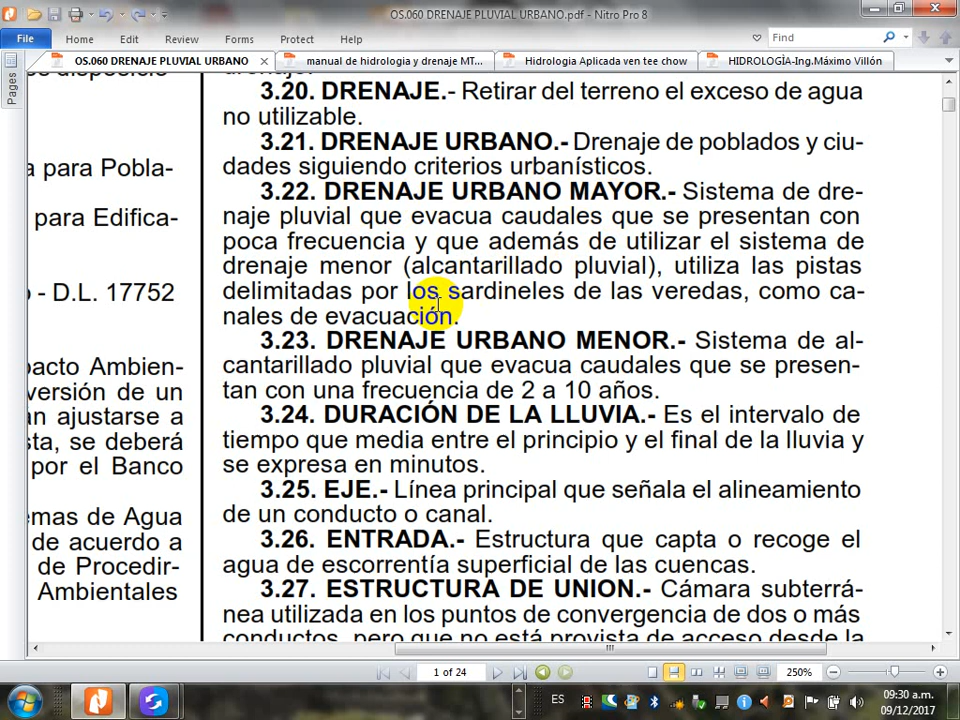 OS.060 DRENAJE PLUVIAL URBANO.pdf - Nitro Pro 8
File Home Edit Review Forms Protect Help Find
OS.060 DRENAJE PLUVIAL URBANO
manual de hidrologia y drenaje MT...
Hidrologia Aplicada ven tee chow
HIDROLOGÍA-Ing.Máximo Villón
Pages
a para Pobla-
para Edifica-
- D.L. 17752
pacto Ambien-
versión de un
an ajustarse a
sta, se deberá
por el Banco
emas de Agua
de acuerdo a
de Procedir-
Ambientales
3.20. DRENAJE.- Retirar del terreno el exceso de agua
no utilizable.
3.21. DRENAJE URBANO.- Drenaje de poblados y ciu-
dades siguiendo criterios urbanísticos.
3.22. DRENAJE URBANO MAYOR.- Sistema de dre-
naje pluvial que evacua caudales que se presentan con
poca frecuencia y que además de utilizar el sistema de
drenaje menor (alcantarillado pluvial), utiliza las pistas
delimitadas por los sardineles de las veredas, como ca-
nales de evacuación.
3.23. DRENAJE URBANO MENOR.- Sistema de al-
cantarillado pluvial que evacua caudales que se presen-
tan con una frecuencia de 2 a 10 años.
3.24. DURACIÓN DE LA LLUVIA.- Es el intervalo de
tiempo que media entre el principio y el final de la lluvia y
se expresa en minutos.
3.25. EJE.- Línea principal que señala el alineamiento
de un conducto o canal.
3.26. ENTRADA.- Estructura que capta o recoge el
agua de escorrentía superficial de las cuencas.
3.27. ESTRUCTURA DE UNION.- Cámara subterrá-
nea utilizada en los puntos de convergencia de dos o más
conductos, pero que no está provista de acceso desde la
1 of 24
250%
ES
09:30 a.m.
09/12/2017